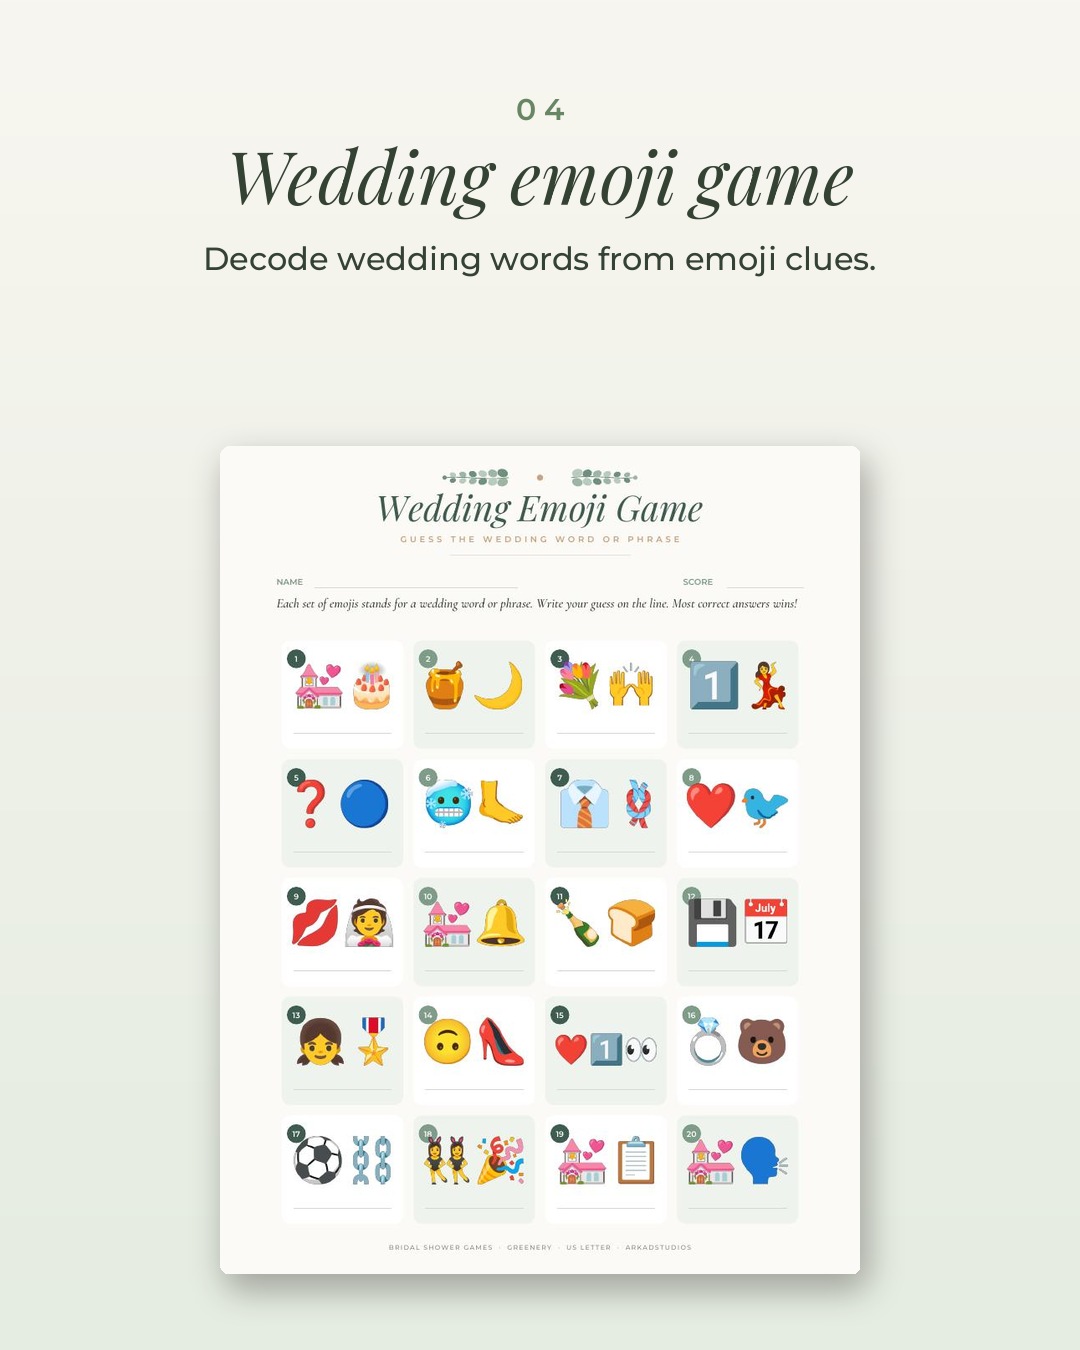 04
Wedding emoji game
Decode wedding words from emoji clues.
Wedding Emoji Game
GUESS THE WEDDING WORD OR PHRASE
NAME SCORE
Each set of emojis stands for a wedding word or phrase. Write your guess on the line. Most correct answers wins!
1 2 3 4
1
5 6 7 8
9 10 11 12
July
17
13 14 15 16
1
17 18 19 20
BRIDAL SHOWER GAMES · GREENERY · US LETTER · ARKADSTUDIOS